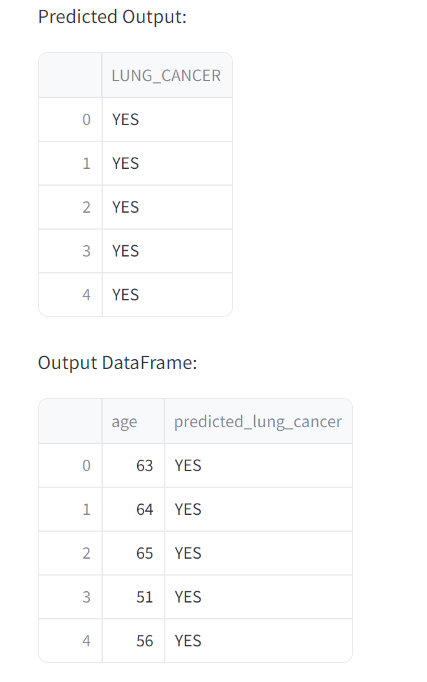 Predicted Output:
LUNG_CANCER
0 YES
1 YES
2 YES
3 YES
4 YES
Output DataFrame:
age predicted_lung_cancer
0 63 YES
1 64 YES
2 65 YES
3 51 YES
4 56 YES